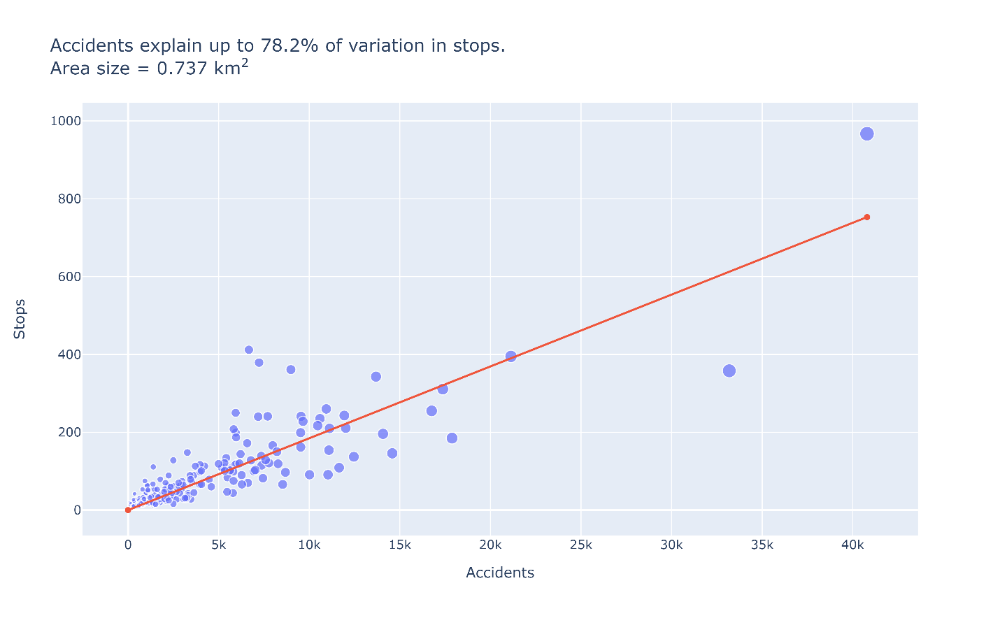 Accidents explain up to 78.2% of variation in stops.
Area size = 0.737 km²
1000
800
600
400
200
0
Stops
0 5k 10k 15k 20k 25k 30k 35k 40k
Accidents